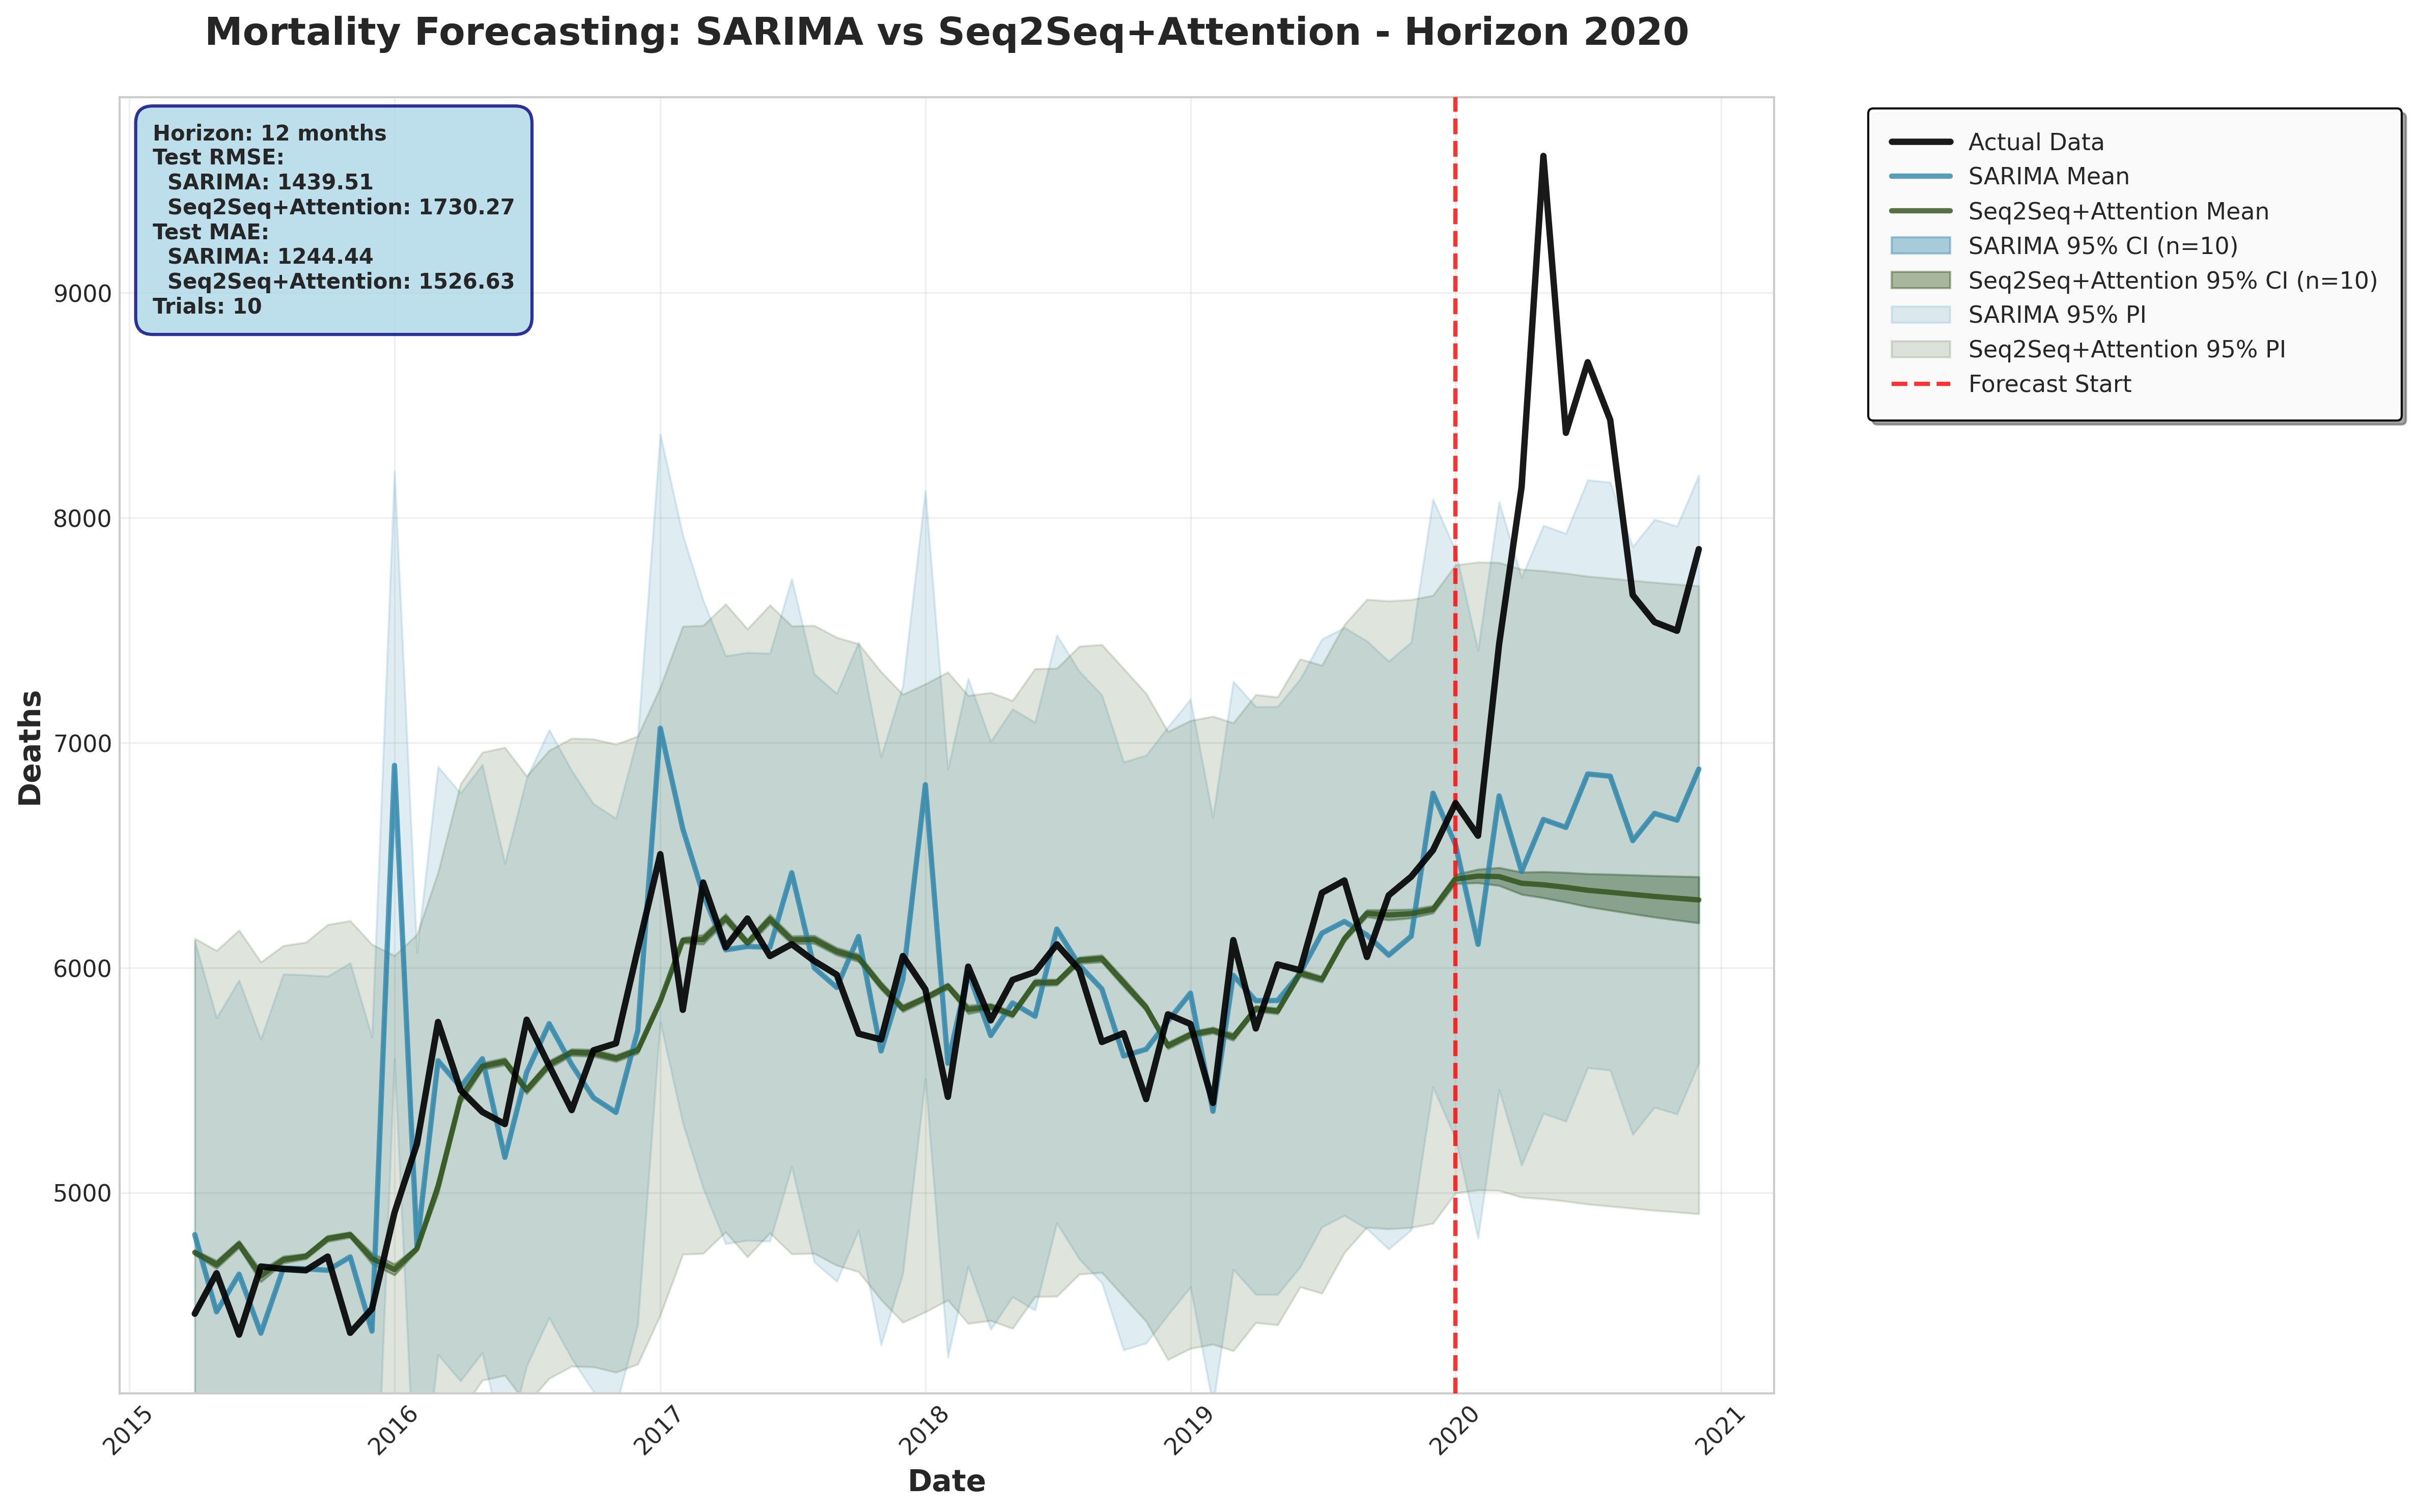 Mortality Forecasting: SARIMA vs Seq2Seq+Attention - Horizon 2020
Horizon: 12 months
Test RMSE:
SARIMA: 1439.51
Seq2Seq+Attention: 1730.27
Test MAE:
SARIMA: 1244.44
Seq2Seq+Attention: 1526.63
Trials: 10
Actual Data
SARIMA Mean
Seq2Seq+Attention Mean
SARIMA 95% CI (n=10)
Seq2Seq+Attention 95% CI (n=10)
SARIMA 95% PI
Seq2Seq+Attention 95% PI
Forecast Start
Deaths
9000
8000
7000
6000
5000
2015
2016
2017
2018
2019
2020
2021
Date